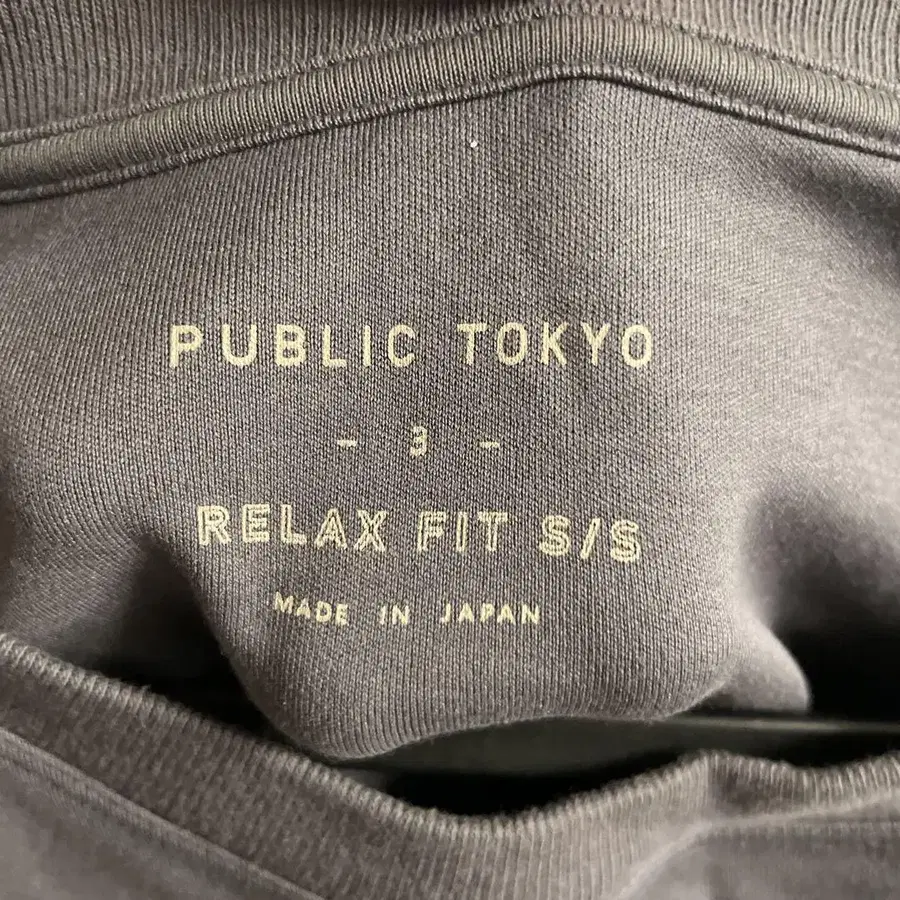 PUBLIC TOKYO
- 3 -
RELAX FIT S/S
MADE IN JAPAN